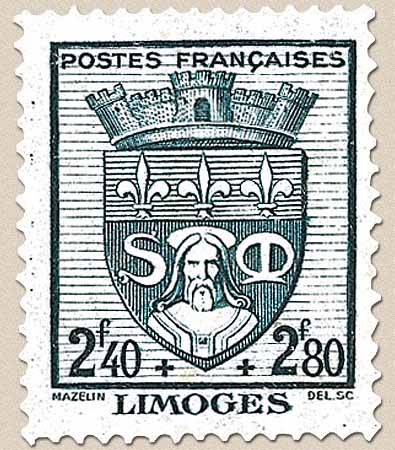 POSTES FRANÇAISES
S M
2f40 + + 2f80
MAZELIN LIMOGES DEL.SC